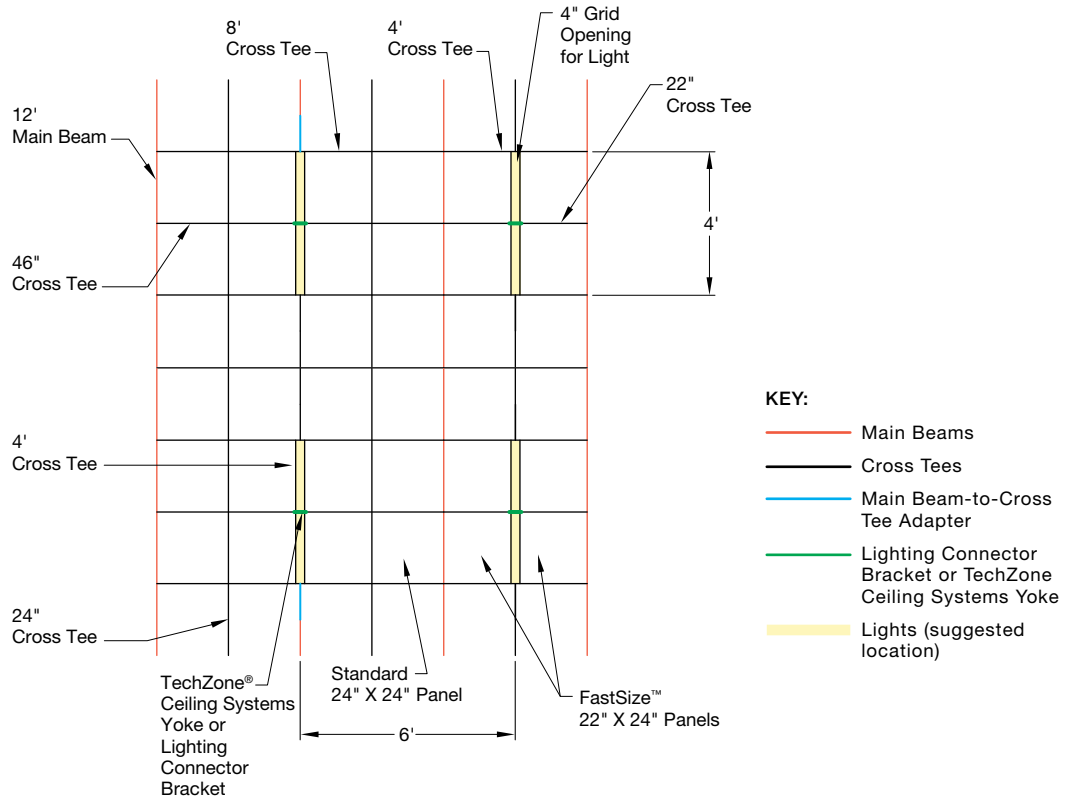 8'
Cross Tee
4'
Cross Tee
4" Grid
Opening
for Light
22"
Cross Tee
12'
Main Beam
4'
46"
Cross Tee
4'
Cross Tee
24"
Cross Tee
TechZone®
Ceiling Systems
Yoke or
Lighting
Connector
Bracket
Standard
24" X 24" Panel
FastSize™
22" X 24" Panels
6'
KEY:
Main Beams
Cross Tees
Main Beam-to-Cross
Tee Adapter
Lighting Connector
Bracket or TechZone
Ceiling Systems Yoke
Lights (suggested
location)